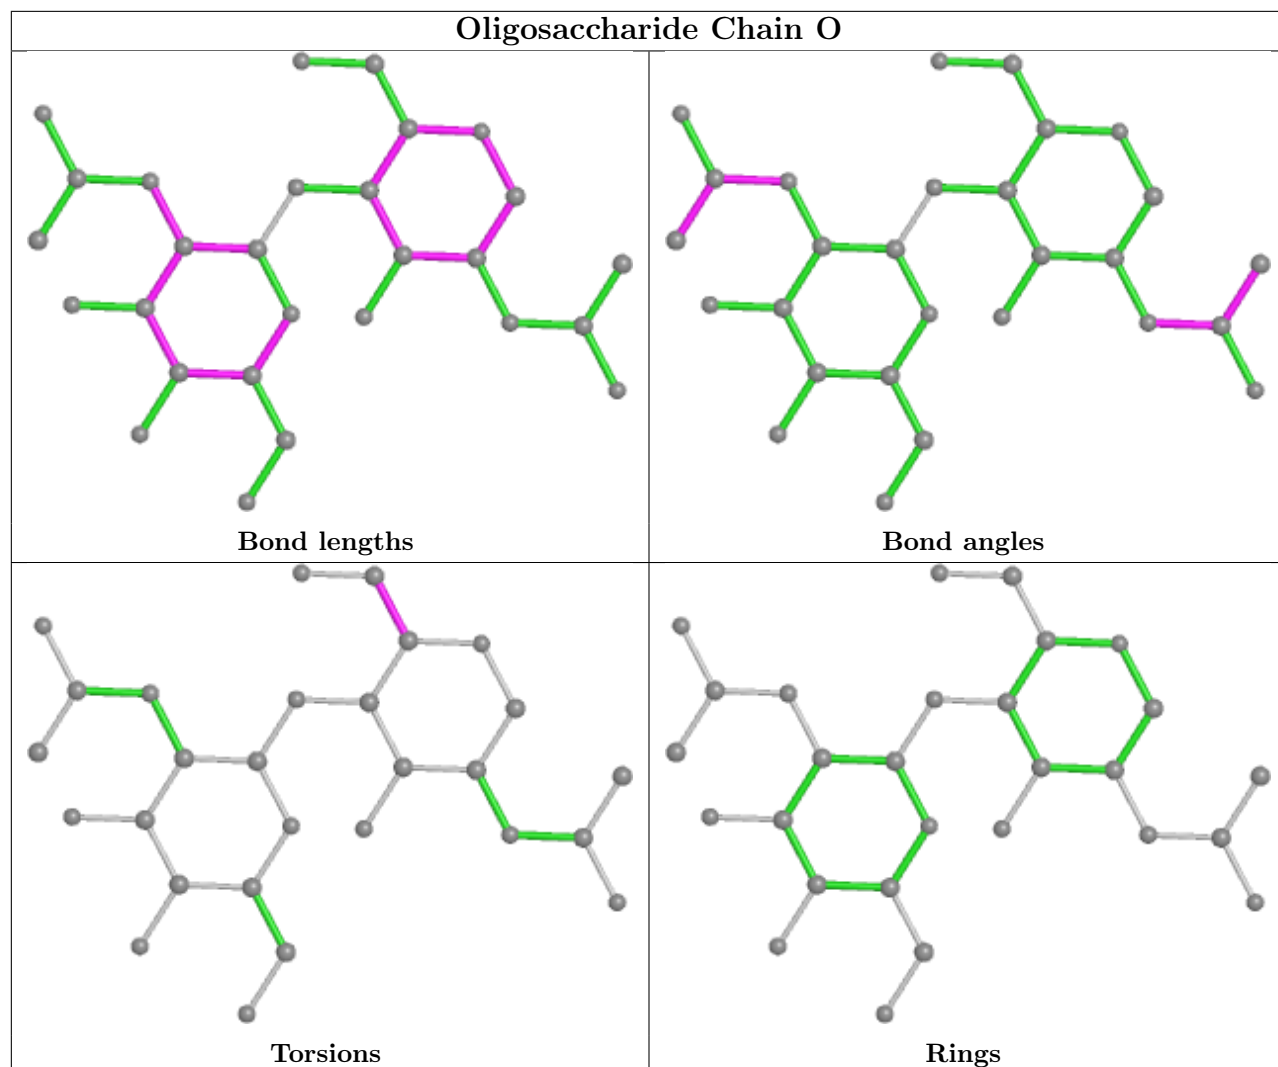 Oligosaccharide Chain O
Bond lengths
Bond angles
Torsions
Rings